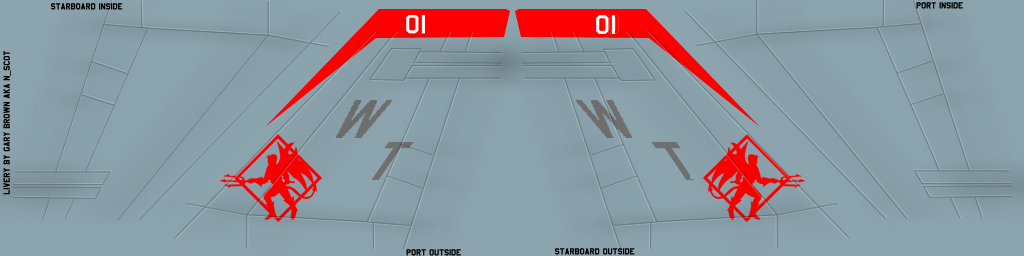 STARBOARD INSIDE
PORT INSIDE
01
01
LIVERY BY GARY BROWN AKA N_SCOT
W
T
W
T
PORT OUTSIDE
STARBOARD OUTSIDE